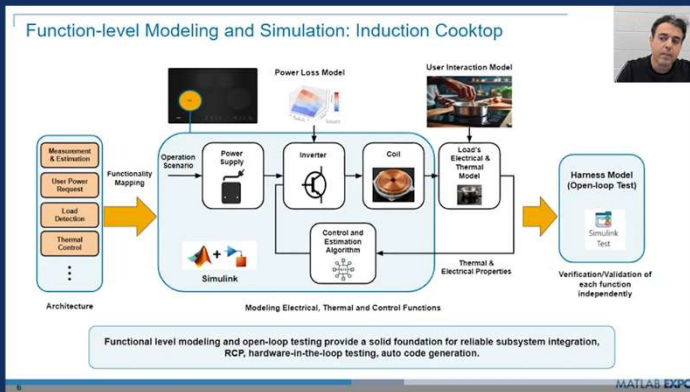 Function-level Modeling and Simulation: Induction Cooktop
Power Loss Model
User Interaction Model
Measurement
& Estimation
User Power
Request
Load
Detection
Thermal
Control
Architecture
Functionality
Mapping
Operation
Scenario
Power
Supply
Inverter
Coil
Load's
Electrical &
Thermal
Model
Control and
Estimation
Algorithm
Simulink
Thermal &
Electrical Properties
Modeling Electrical, Thermal and Control Functions
Harness Model
(Open-loop Test)
Simulink
Test
Verification/Validation of
each function
independently
Functional level modeling and open-loop testing provide a solid foundation for reliable subsystem integration,
RCP, hardware-in-the-loop testing, auto code generation.
MATLAB EXPO